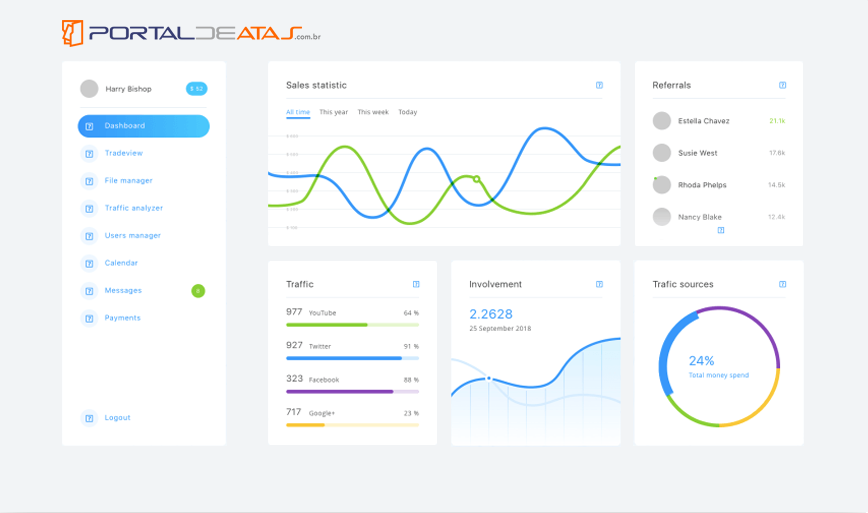 PORTALDEATAS.com.br
Harry Bishop
$ 62
Dashboard
Tradeview
File manager
Traffic analyzer
Users manager
Calendar
Messages
Payments
Logout
Sales statistic
All time This year This week Today
Referrals
Estella Chavez 21.1k
Susie West 17.8k
Rhoda Phelps 14.5k
Nancy Blake 12.4k
Traffic
977 YouTube 64 %
927 Twitter 91 %
323 Facebook 88 %
717 Google+ 23 %
Involvement
2.2628
25 September 2018
Trafic sources
24%
Total money spend